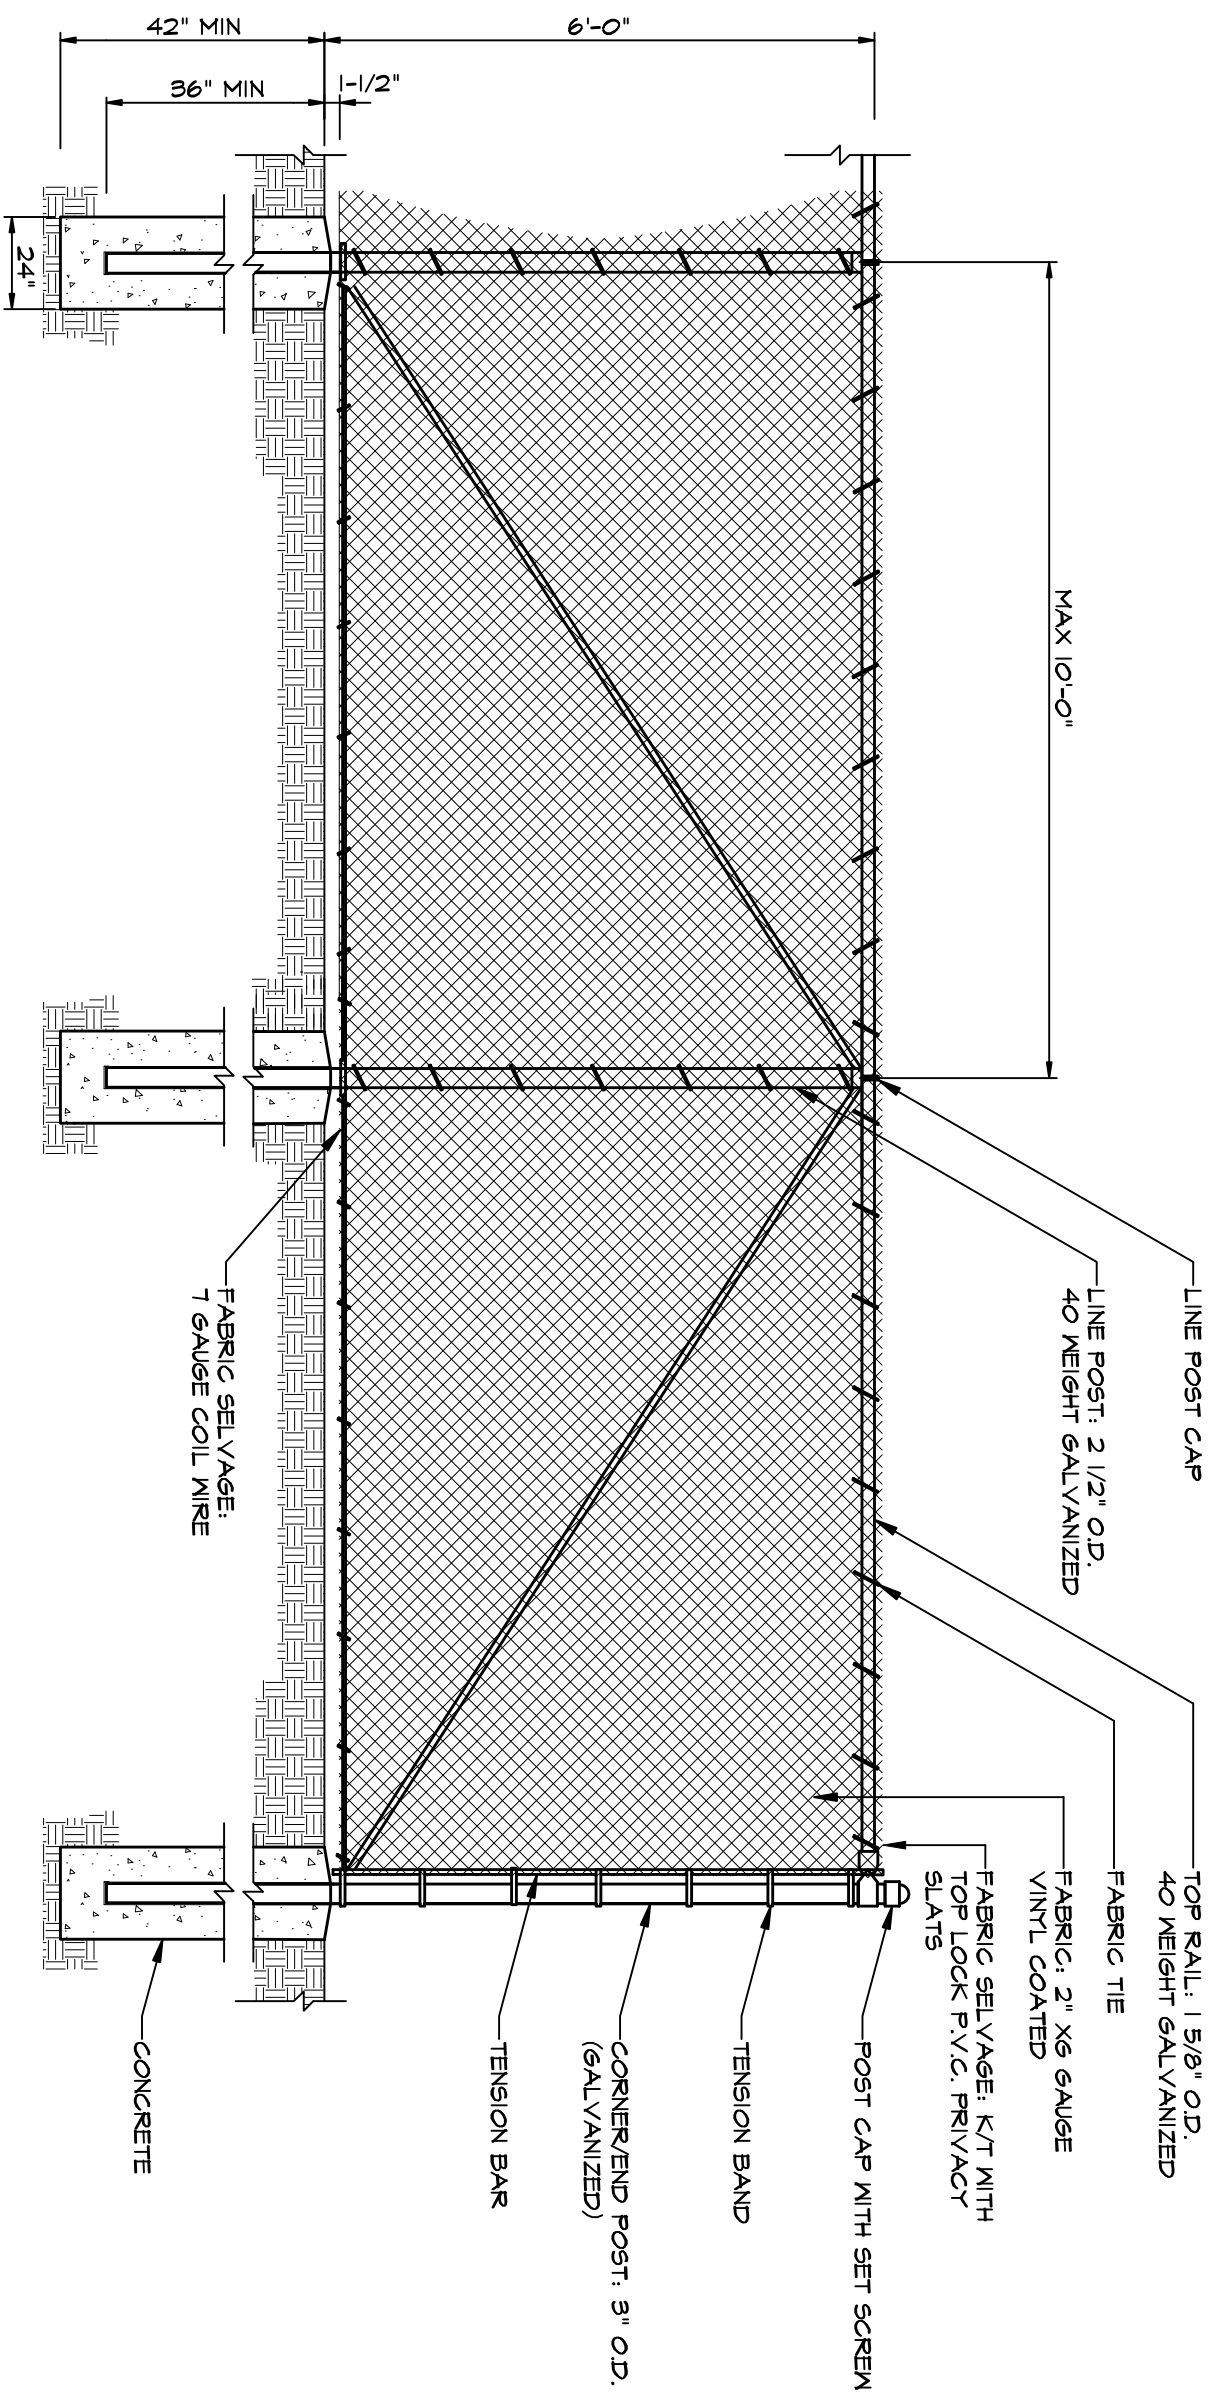 LINE POST CAP
LINE POST: 2 1/2" O.D.
40 WEIGHT GALVANIZED
TOP RAIL: 1 5/8" O.D.
40 WEIGHT GALVANIZED
FABRIC TIE
FABRIC: 2" X6 GAUGE
VINYL COATED
FABRIC SELVAGE: K/T WITH
TOP LOCK P.V.C. PRIVACY
SLATS
POST CAP WITH SET SCREW
TENSION BAND
CORNER/END POST: 3" O.D.
(GALVANIZED)
TENSION BAR
CONCRETE
FABRIC SELVAGE:
7 GAUGE COIL WIRE
MAX 10'-0"
6'-0"
1-1/2"
36" MIN
42" MIN
24"